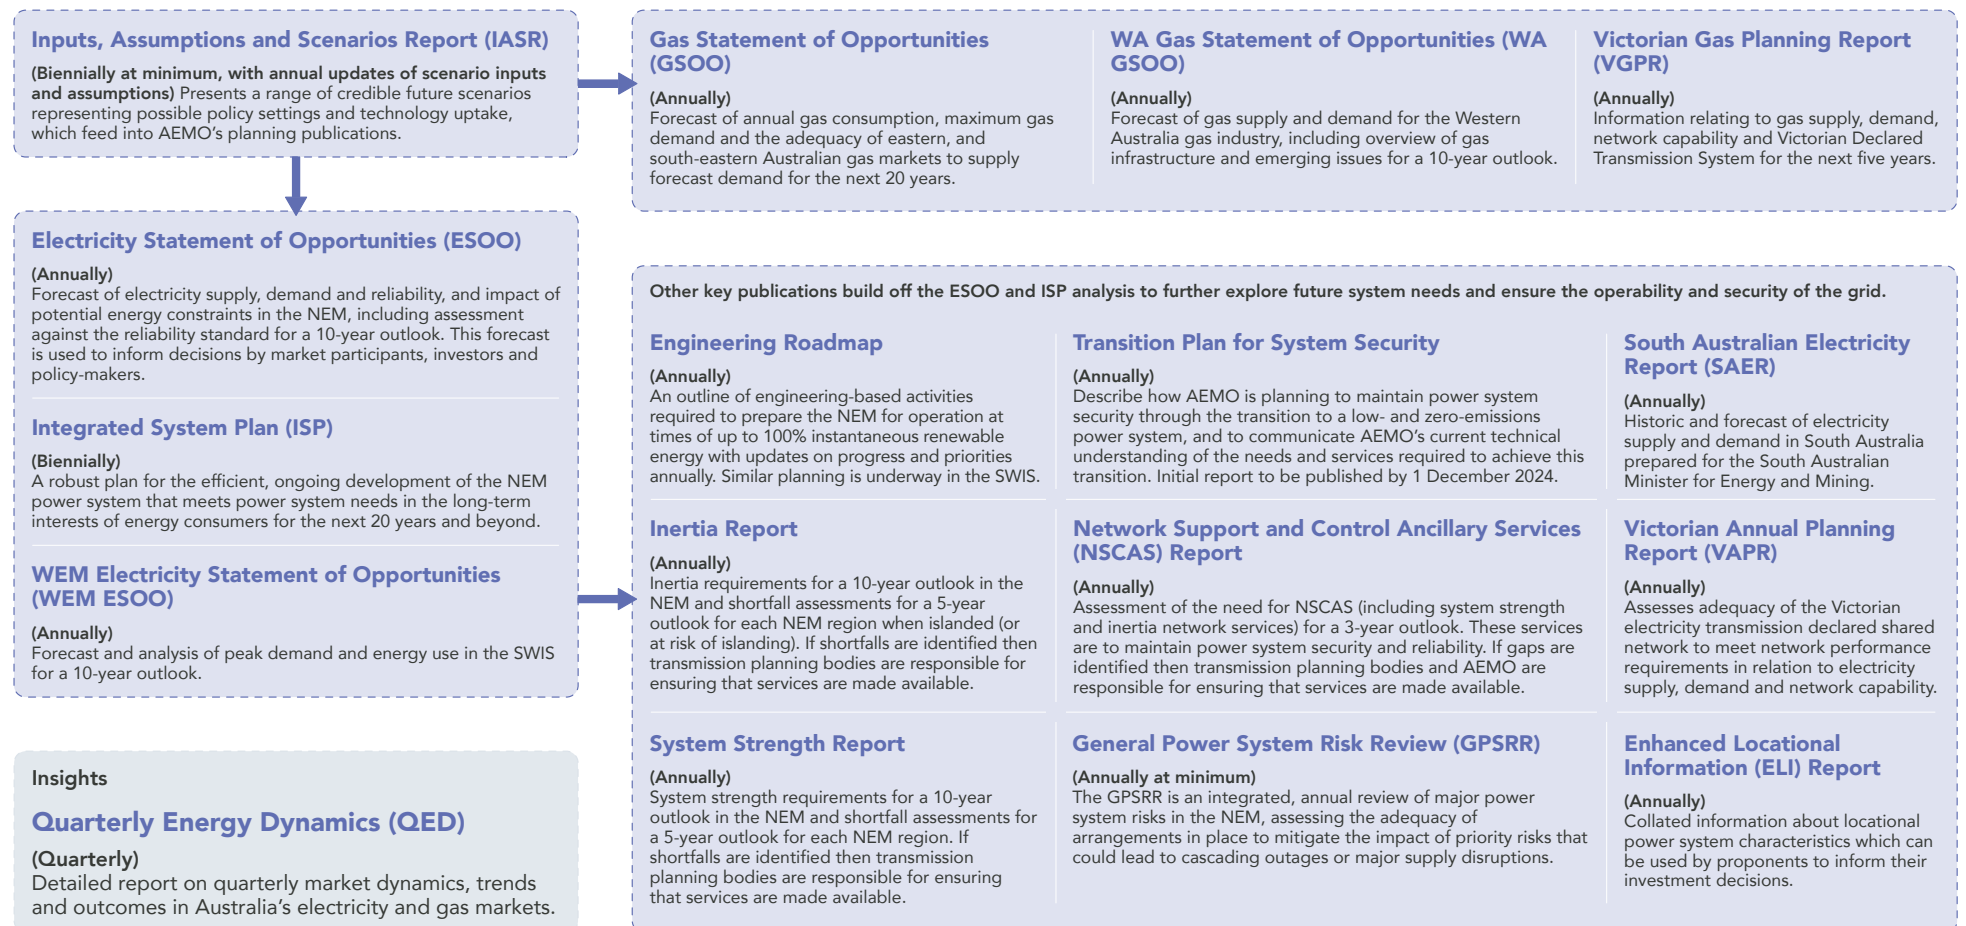 Inputs, Assumptions and Scenarios Report (IASR)
(Biennially at minimum, with annual updates of scenario inputs
and assumptions) Presents a range of credible future scenarios
representing possible policy settings and technology uptake,
which feed into AEMO’s planning publications.
Gas Statement of Opportunities
(GSOO)
(Annually)
Forecast of annual gas consumption, maximum gas
demand and the adequacy of eastern, and
south-eastern Australian gas markets to supply
forecast demand for the next 20 years.
WA Gas Statement of Opportunities (WA
GSOO)
(Annually)
Forecast of gas supply and demand for the Western
Australia gas industry, including overview of gas
infrastructure and emerging issues for a 10-year outlook.
Victorian Gas Planning Report
(VGPR)
(Annually)
Information relating to gas supply, demand,
network capability and Victorian Declared
Transmission System for the next five years.
Electricity Statement of Opportunities (ESOO)
(Annually)
Forecast of electricity supply, demand and reliability, and impact of
potential energy constraints in the NEM, including assessment
against the reliability standard for a 10-year outlook. This forecast
is used to inform decisions by market participants, investors and
policy-makers.
Integrated System Plan (ISP)
(Biennially)
A robust plan for the efficient, ongoing development of the NEM
power system that meets power system needs in the long-term
interests of energy consumers for the next 20 years and beyond.
WEM Electricity Statement of Opportunities
(WEM ESOO)
(Annually)
Forecast and analysis of peak demand and energy use in the SWIS
for a 10-year outlook.
Other key publications build off the ESOO and ISP analysis to further explore future system needs and ensure the operability and security of the grid.
Engineering Roadmap
(Annually)
An outline of engineering-based activities
required to prepare the NEM for operation at
times of up to 100% instantaneous renewable
energy with updates on progress and priorities
annually. Similar planning is underway in the SWIS.
Transition Plan for System Security
(Annually)
Describe how AEMO is planning to maintain power system
security through the transition to a low- and zero-emissions
power system, and to communicate AEMO’s current technical
understanding of the needs and services required to achieve this
transition. Initial report to be published by 1 December 2024.
South Australian Electricity
Report (SAER)
(Annually)
Historic and forecast of electricity
supply and demand in South Australia
prepared for the South Australian
Minister for Energy and Mining.
Inertia Report
(Annually)
Inertia requirements for a 10-year outlook in the
NEM and shortfall assessments for a 5-year
outlook for each NEM region when islanded (or
at risk of islanding). If shortfalls are identified then
transmission planning bodies are responsible for
ensuring that services are made available.
Network Support and Control Ancillary Services
(NSCAS) Report
(Annually)
Assessment of the need for NSCAS (including system strength
and inertia network services) for a 3-year outlook. These services
are to maintain power system security and reliability. If gaps are
identified then transmission planning bodies and AEMO are
responsible for ensuring that services are made available.
Victorian Annual Planning
Report (VAPR)
(Annually)
Assesses adequacy of the Victorian
electricity transmission declared shared
network to meet network performance
requirements in relation to electricity
supply, demand and network capability.
System Strength Report
(Annually)
System strength requirements for a 10-year
outlook in the NEM and shortfall assessments for
a 5-year outlook for each NEM region. If
shortfalls are identified then transmission
planning bodies are responsible for ensuring
that services are made available.
General Power System Risk Review (GPSRR)
(Annually at minimum)
The GPSRR is an integrated, annual review of major power
system risks in the NEM, assessing the adequacy of
arrangements in place to mitigate the impact of priority risks that
could lead to cascading outages or major supply disruptions.
Enhanced Locational
Information (ELI) Report
(Annually)
Collated information about locational
power system characteristics which can
be used by proponents to inform their
investment decisions.
Insights
Quarterly Energy Dynamics (QED)
(Quarterly)
Detailed report on quarterly market dynamics, trends
and outcomes in Australia’s electricity and gas markets.